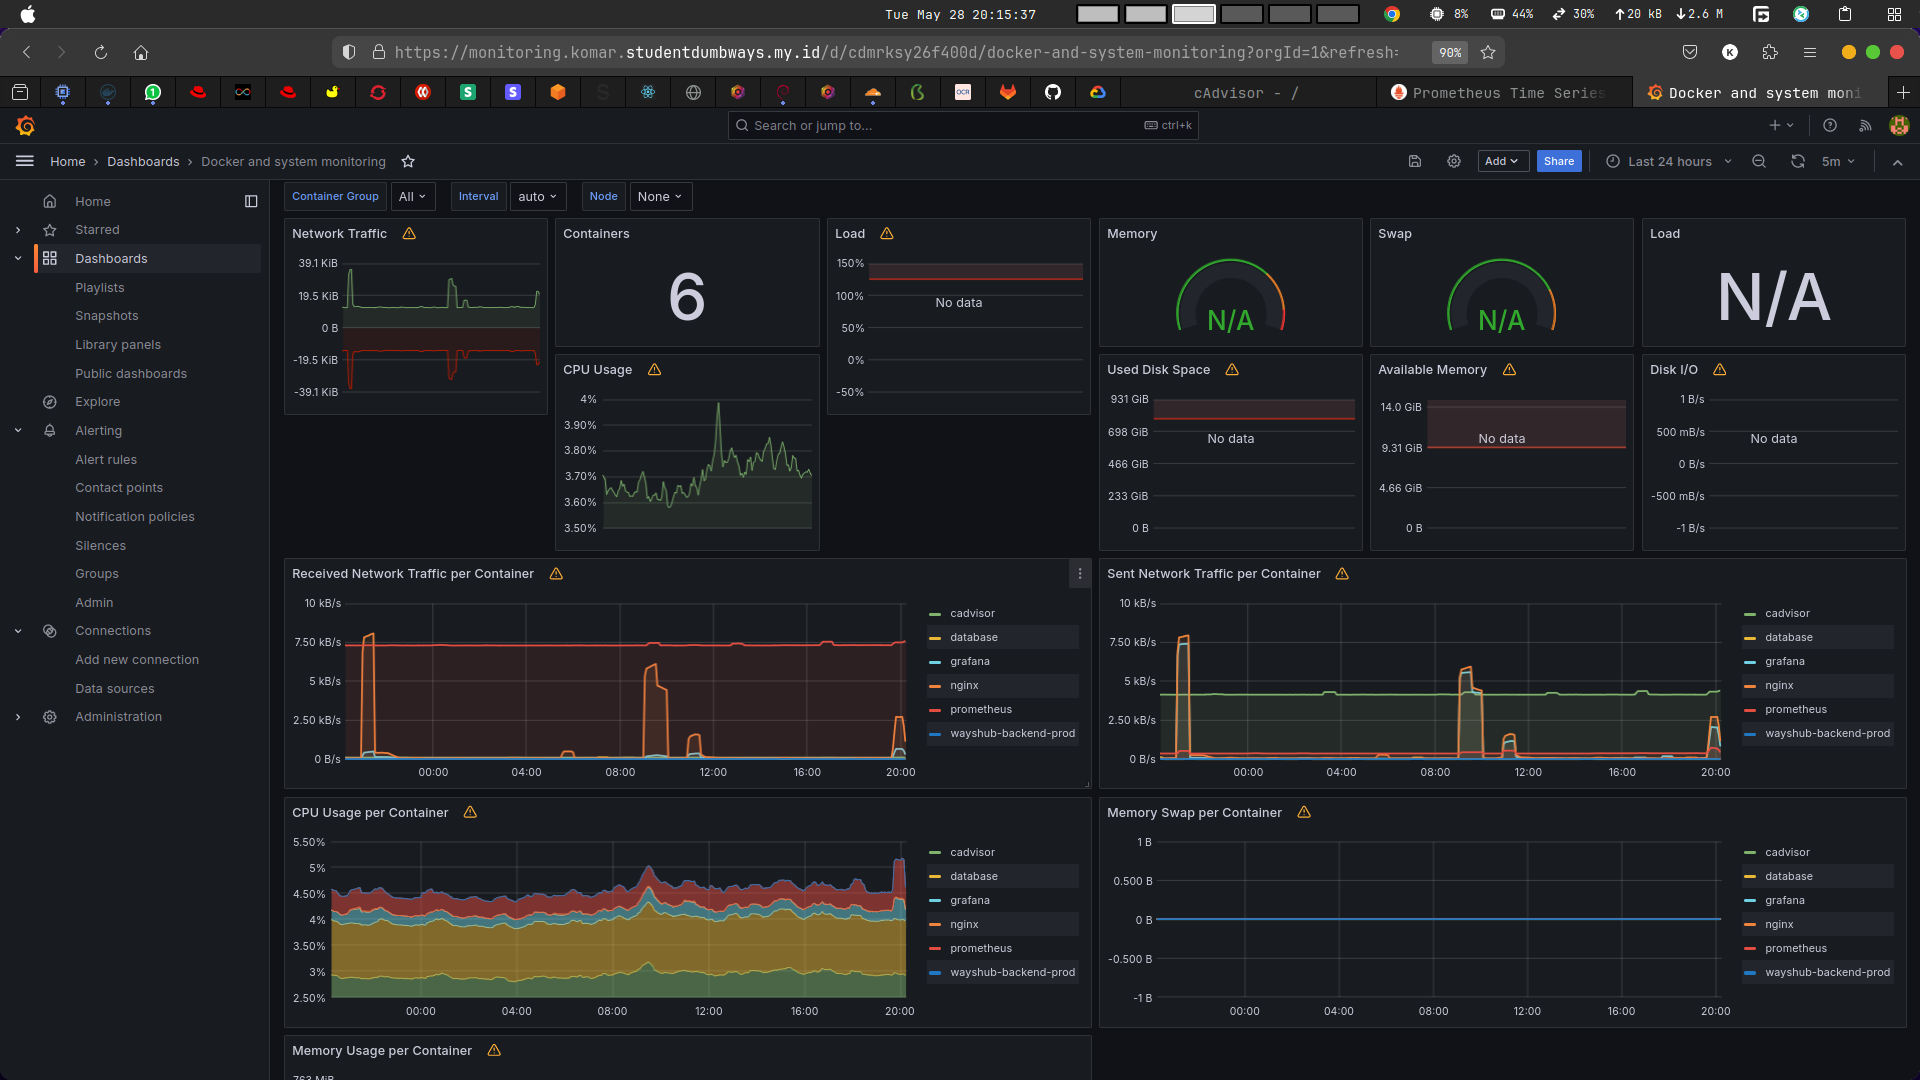 Tue May 28 20:15:37
8%
44%
30%
20 kB
2.6 M
https://monitoring.komar.studentdumbways.my.id/d/cdmrksy26f400d/docker-and-system-monitoring?orgId=1&refresh=
90%
K
1
OCR
cAdvisor - /
Prometheus Time Series
Docker and system moni
Search or jump to...
ctrl+k
Home
Dashboards
Docker and system monitoring
Add
Share
Last 24 hours
5m
Home
Starred
Dashboards
Playlists
Snapshots
Library panels
Public dashboards
Explore
Alerting
Alert rules
Contact points
Notification policies
Silences
Groups
Admin
Connections
Add new connection
Data sources
Administration
Container Group
All
Interval
auto
Node
None
Network Traffic
39.1 KiB
19.5 KiB
0 B
-19.5 KiB
-39.1 KiB
Containers
6
CPU Usage
4%
3.90%
3.80%
3.70%
3.60%
3.50%
Load
150%
100%
50%
0%
-50%
No data
Memory
N/A
Swap
N/A
Load
N/A
Used Disk Space
931 GiB
698 GiB
466 GiB
233 GiB
0 B
No data
Available Memory
14.0 GiB
9.31 GiB
4.66 GiB
0 B
No data
Disk I/O
1 B/s
500 mB/s
0 B/s
-500 mB/s
-1 B/s
No data
Received Network Traffic per Container
10 kB/s
7.50 kB/s
5 kB/s
2.50 kB/s
0 B/s
00:00
04:00
08:00
12:00
16:00
20:00
cadvisor
database
grafana
nginx
prometheus
wayshub-backend-prod
Sent Network Traffic per Container
10 kB/s
7.50 kB/s
5 kB/s
2.50 kB/s
0 B/s
00:00
04:00
08:00
12:00
16:00
20:00
cadvisor
database
grafana
nginx
prometheus
wayshub-backend-prod
CPU Usage per Container
5.50%
5%
4.50%
4%
3.50%
3%
2.50%
00:00
04:00
08:00
12:00
16:00
20:00
cadvisor
database
grafana
nginx
prometheus
wayshub-backend-prod
Memory Swap per Container
1 B
0.500 B
0 B
-0.500 B
-1 B
00:00
04:00
08:00
12:00
16:00
20:00
cadvisor
database
grafana
nginx
prometheus
wayshub-backend-prod
Memory Usage per Container
763 MiB